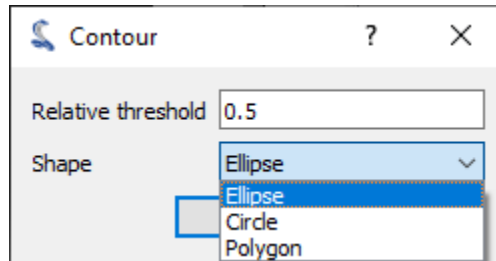 Contour ?
Relative threshold 0.5
Shape Ellipse
Ellipse
Circle
Polygon